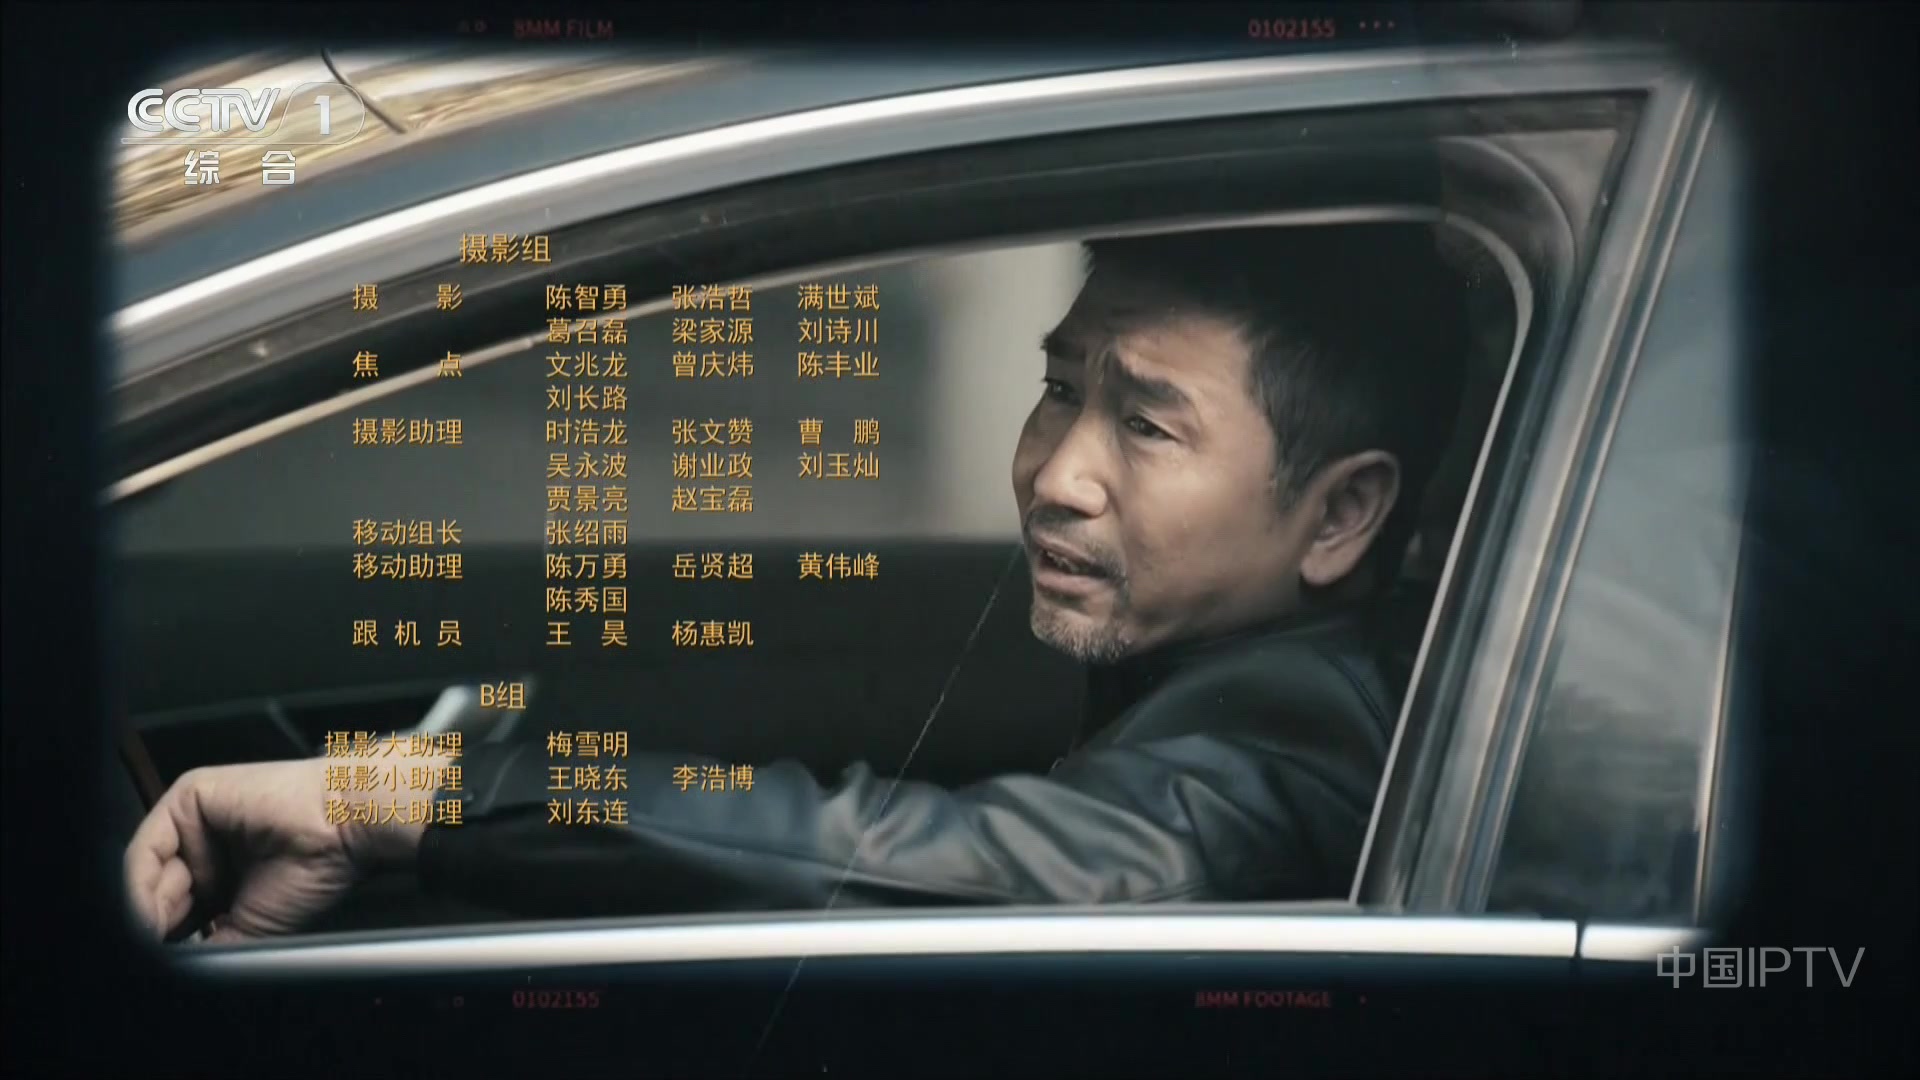 8MM FILM 0102155
CCTV 1
综 合
摄影组
摄 影 陈智勇 张浩哲 满世斌
葛召磊 梁家源 刘诗川
焦 点 文兆龙 曾庆炜 陈丰业
刘长路
摄影助理 时浩龙 张文赞 曹 鹏
吴永波 谢业政 刘玉灿
贾景亮 赵宝磊
移动组长 张绍雨
移动助理 陈万勇 岳贤超 黄伟峰
陈秀国
跟 机 员 王 昊 杨惠凯
B组
摄影大助理 梅雪明
摄影小助理 王晓东 李浩博
移动大助理 刘东连
中国IPTV
0102155 8MM FOOTAGE